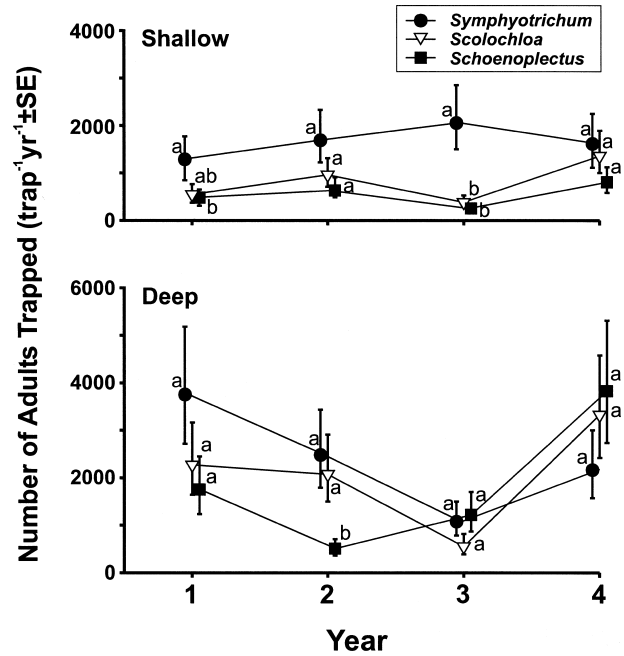 Symphyotrichum
Scolochloa
Schoenoplectus
Number of Adults Trapped (trap-1yr-1±SE)
4000
Shallow
a
a
a
a
a
2000
ab
a
a
b
a
b
b
0
6000
Deep
4000
a
a
a
a
a
a
a
2000
a
a
b
a
a
a
0
1
2
3
4
Year